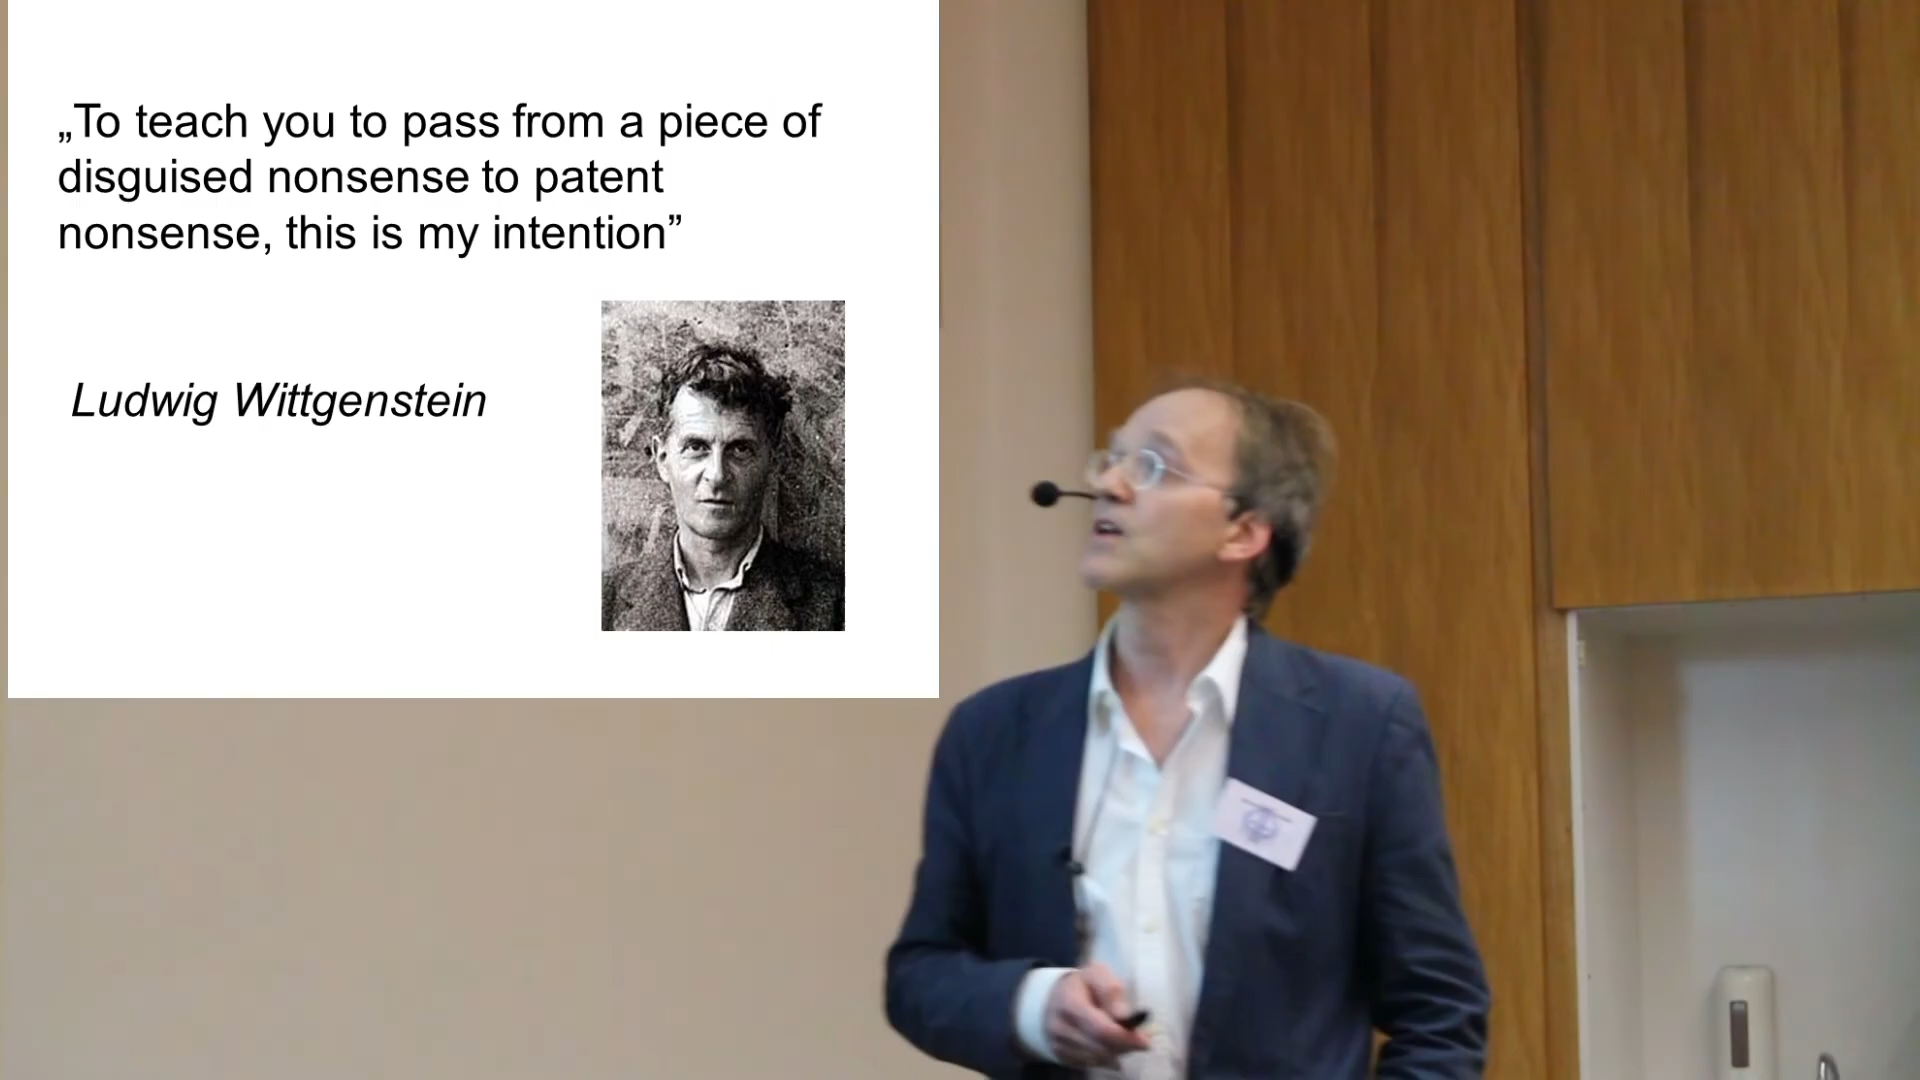 „To teach you to pass from a piece of
disguised nonsense to patent
nonsense, this is my intention”
Ludwig Wittgenstein